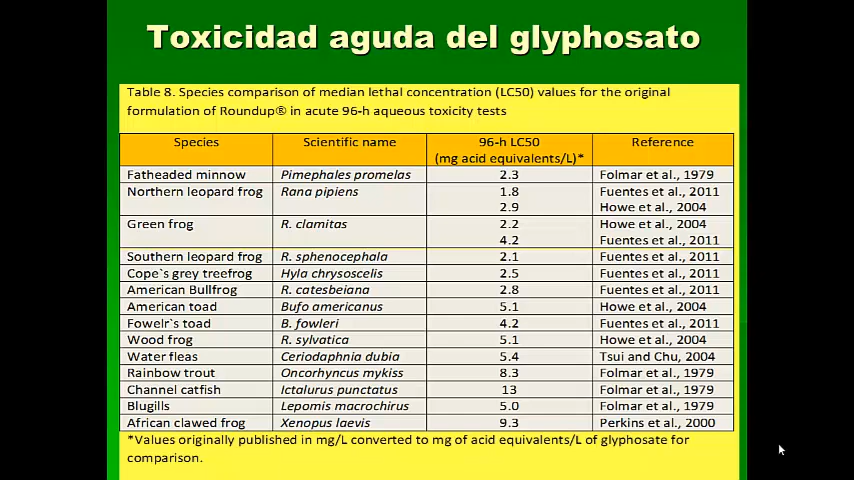 Toxicidad aguda del glyphosato
Table 8. Species comparison of median lethal concentration (LC50) values for the original
formulation of Roundup® in acute 96-h aqueous toxicity tests
Species Scientific name 96-h LC50 Reference
(mg acid equivalents/L)*
Fatheaded minnow Pimephales promelas 2.3 Folmar et al., 1979
Northern leopard frog Rana pipiens 1.8 Fuentes et al., 2011
2.9 Howe et al., 2004
Green frog R. clamitas 2.2 Howe et al., 2004
4.2 Fuentes et al., 2011
Southern leopard frog R. sphenocephala 2.1 Fuentes et al., 2011
Cope`s grey treefrog Hyla chrysoscelis 2.5 Fuentes et al., 2011
American Bullfrog R. catesbeiana 2.8 Fuentes et al., 2011
American toad Bufo americanus 5.1 Howe et al., 2004
Fowelr`s toad B. fowleri 4.2 Fuentes et al., 2011
Wood frog R. sylvatica 5.1 Howe et al., 2004
Water fleas Ceriodaphnia dubia 5.4 Tsui and Chu, 2004
Rainbow trout Oncorhyncus mykiss 8.3 Folmar et al., 1979
Channel catfish Ictalurus punctatus 13 Folmar et al., 1979
Blugills Lepomis macrochirus 5.0 Folmar et al., 1979
African clawed frog Xenopus laevis 9.3 Perkins et al., 2000
*Values originally published in mg/L converted to mg of acid equivalents/L of glyphosate for
comparison.